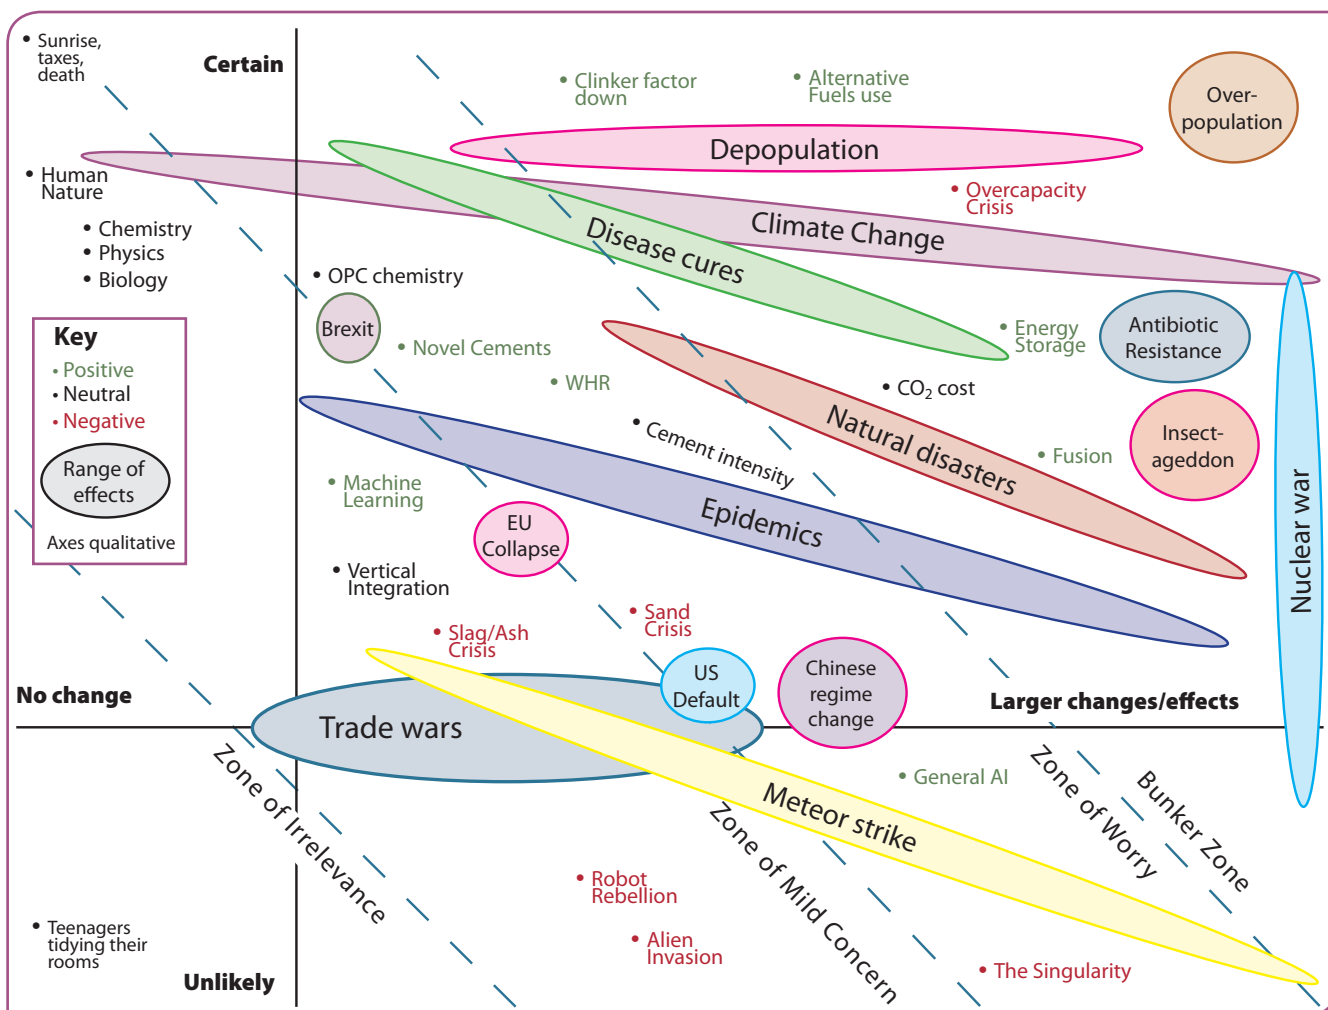 • Sunrise,
taxes,
death
Certain
• Clinker factor
down
• Alternative
Fuels use
Over-
population
Depopulation
• Human
Nature
• Overcapacity
Crisis
• Chemistry
• Physics
• Biology
Climate Change
Disease cures
• OPC chemistry
Brexit
• Novel Cements
• Energy
Storage
Antibiotic
Resistance
Key
• Positive
• Neutral
• Negative
Range of
effects
Axes qualitative
• WHR
• CO₂ cost
Natural disasters
• Cement intensity
• Fusion
Insect-
ageddon
Nuclear war
• Machine
Learning
EU
Collapse
Epidemics
• Vertical
Integration
• Slag/Ash
Crisis
• Sand
Crisis
US
Default
Chinese
regime
change
No change
Larger changes/effects
Trade wars
Zone of Irrelevance
Meteor strike
• General AI
Zone of Mild Concern
Zone of Worry
Bunker Zone
• Robot
Rebellion
• Alien
Invasion
• Teenagers
tidying their
rooms
Unlikely
• The Singularity